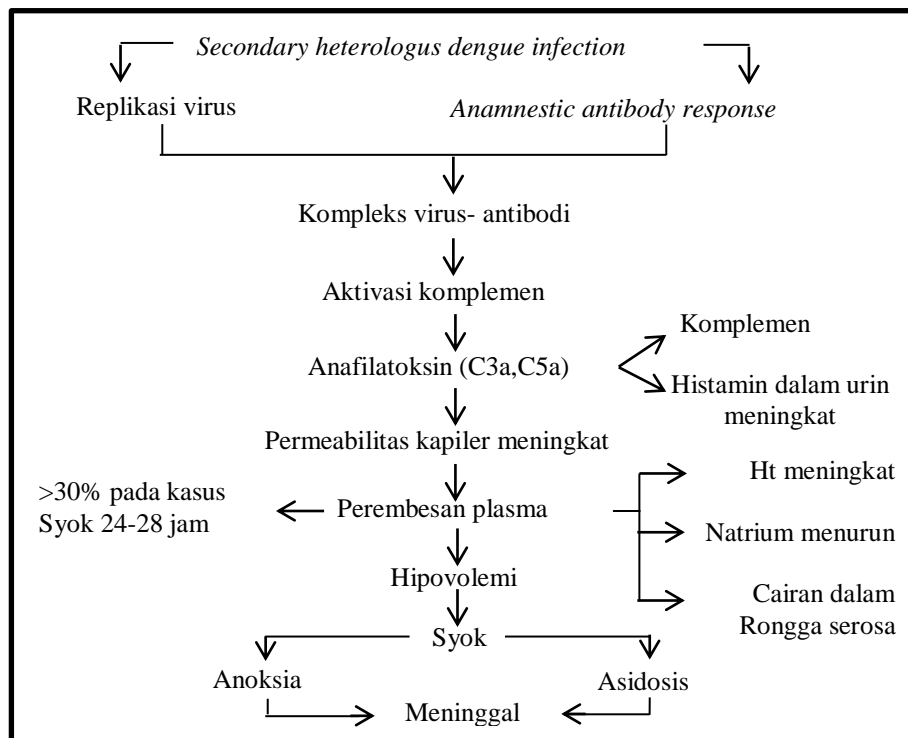 Secondary heterologus dengue infection
Replikasi virus
Anamnestic antibody response
Kompleks virus- antibodi
Aktivasi komplemen
Komplemen
Anafilatoksin (C3a,C5a)
Histamin dalam urin
meningkat
Permeabilitas kapiler meningkat
Ht meningkat
>30% pada kasus
Syok 24-28 jam
Perembesan plasma
Natrium menurun
Hipovolemi
Cairan dalam
Rongga serosa
Syok
Anoksia
Asidosis
Meninggal